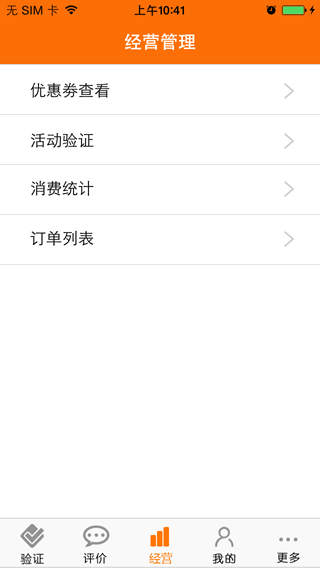 无 SIM 卡 上午10:41
经营管理
优惠券查看
活动验证
消费统计
订单列表
验证 评价 经营 我的 更多